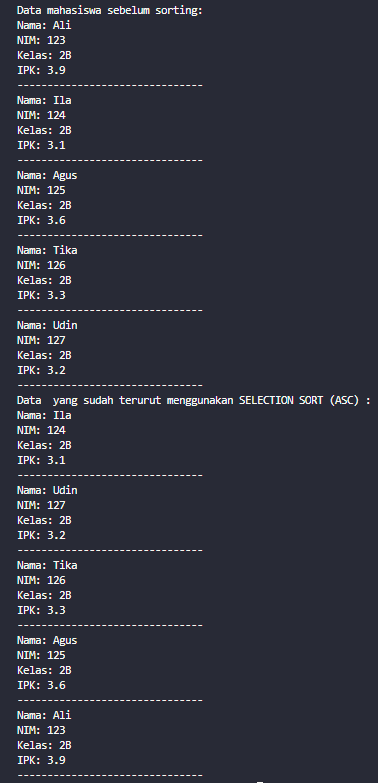 Data mahasiswa sebelum sorting:
Nama: Ali
NIM: 123
Kelas: 2B
IPK: 3.9
-------------------------------
Nama: Ila
NIM: 124
Kelas: 2B
IPK: 3.1
-------------------------------
Nama: Agus
NIM: 125
Kelas: 2B
IPK: 3.6
-------------------------------
Nama: Tika
NIM: 126
Kelas: 2B
IPK: 3.3
-------------------------------
Nama: Udin
NIM: 127
Kelas: 2B
IPK: 3.2
-------------------------------
Data  yang sudah terurut menggunakan SELECTION SORT (ASC) :
Nama: Ila
NIM: 124
Kelas: 2B
IPK: 3.1
-------------------------------
Nama: Udin
NIM: 127
Kelas: 2B
IPK: 3.2
-------------------------------
Nama: Tika
NIM: 126
Kelas: 2B
IPK: 3.3
-------------------------------
Nama: Agus
NIM: 125
Kelas: 2B
IPK: 3.6
-------------------------------
Nama: Ali
NIM: 123
Kelas: 2B
IPK: 3.9
-------------------------------